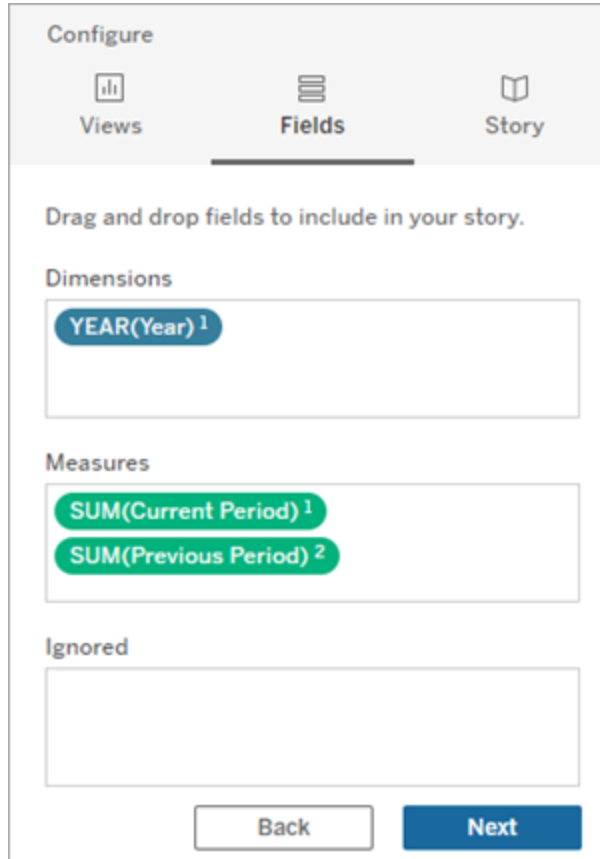 Configure
Views Fields Story
Drag and drop fields to include in your story.
Dimensions
YEAR(Year) 1
Measures
SUM(Current Period) 1
SUM(Previous Period) 2
Ignored
Back Next